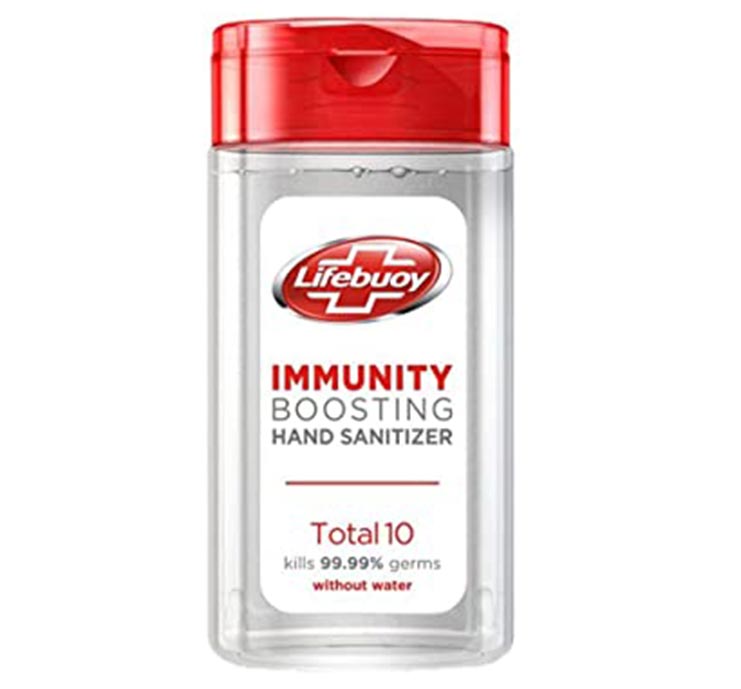 Lifebuoy
IMMUNITY
BOOSTING
HAND SANITIZER
Total 10
kills 99.99% germs
without water